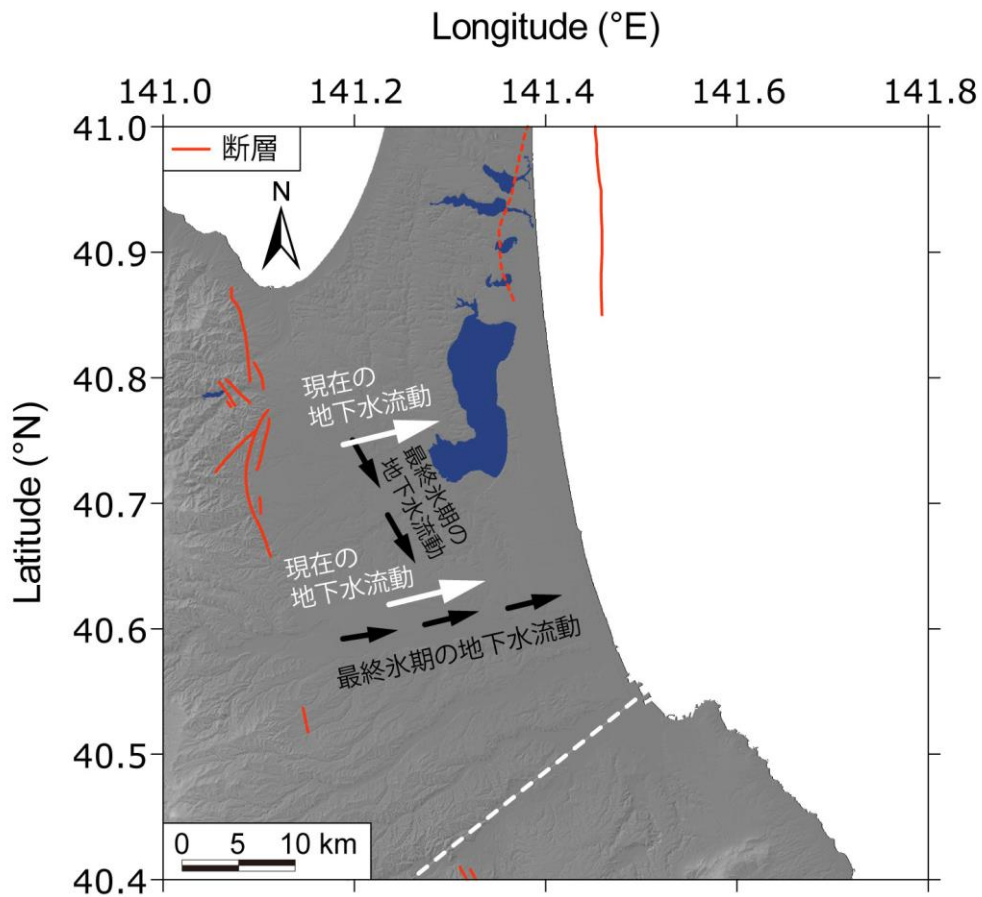 Longitude (°E)
141.0 141.2 141.4 141.6 141.8
41.0
断層
N
40.9
40.8
現在の
地下水流動
最終氷期の
地下水流動
40.7
現在の
地下水流動
40.6
最終氷期の地下水流動
40.5
0 5 10 km
40.4
Latitude (°N)